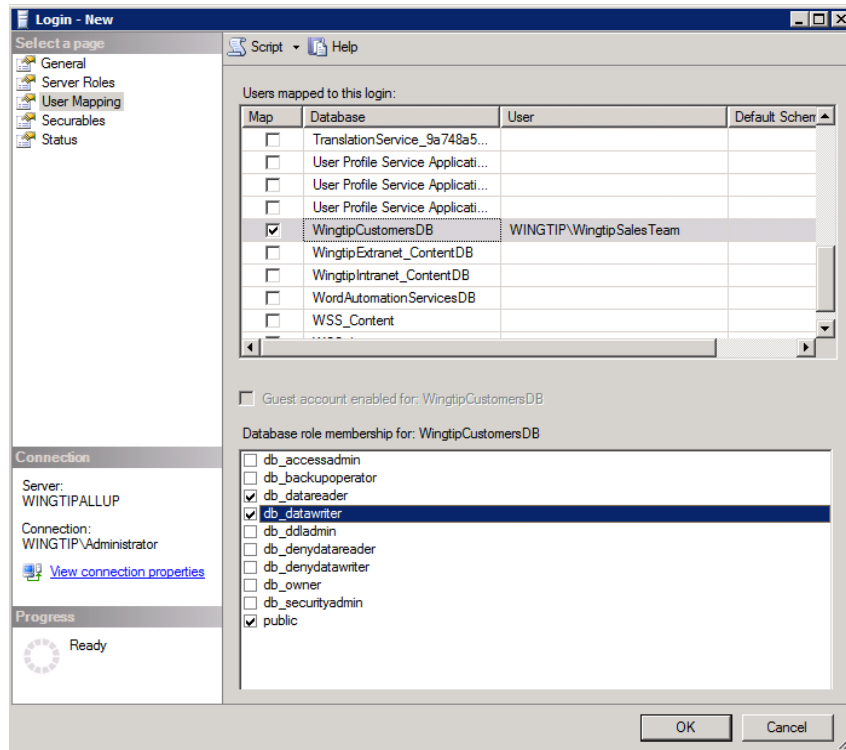 Login - New
Select a page
General
Server Roles
User Mapping
Securables
Status
Script
Help
Users mapped to this login:
Map Database User Default Schem
TranslationService_9a748a5...
User Profile Service Applicati...
User Profile Service Applicati...
User Profile Service Applicati...
WingtipCustomersDB WINGTIP\WingtipSalesTeam
WingtipExtranet_ContentDB
WingtipIntranet_ContentDB
WordAutomationServicesDB
WSS_Content
Guest account enabled for: WingtipCustomersDB
Database role membership for: WingtipCustomersDB
db_accessadmin
db_backupoperator
db_datareader
db_datawriter
db_ddladmin
db_denydatareader
db_denydatawriter
db_owner
db_securityadmin
public
Connection
Server:
WINGTIPALLUP
Connection:
WINGTIP\Administrator
View connection properties
Progress
Ready
OK Cancel